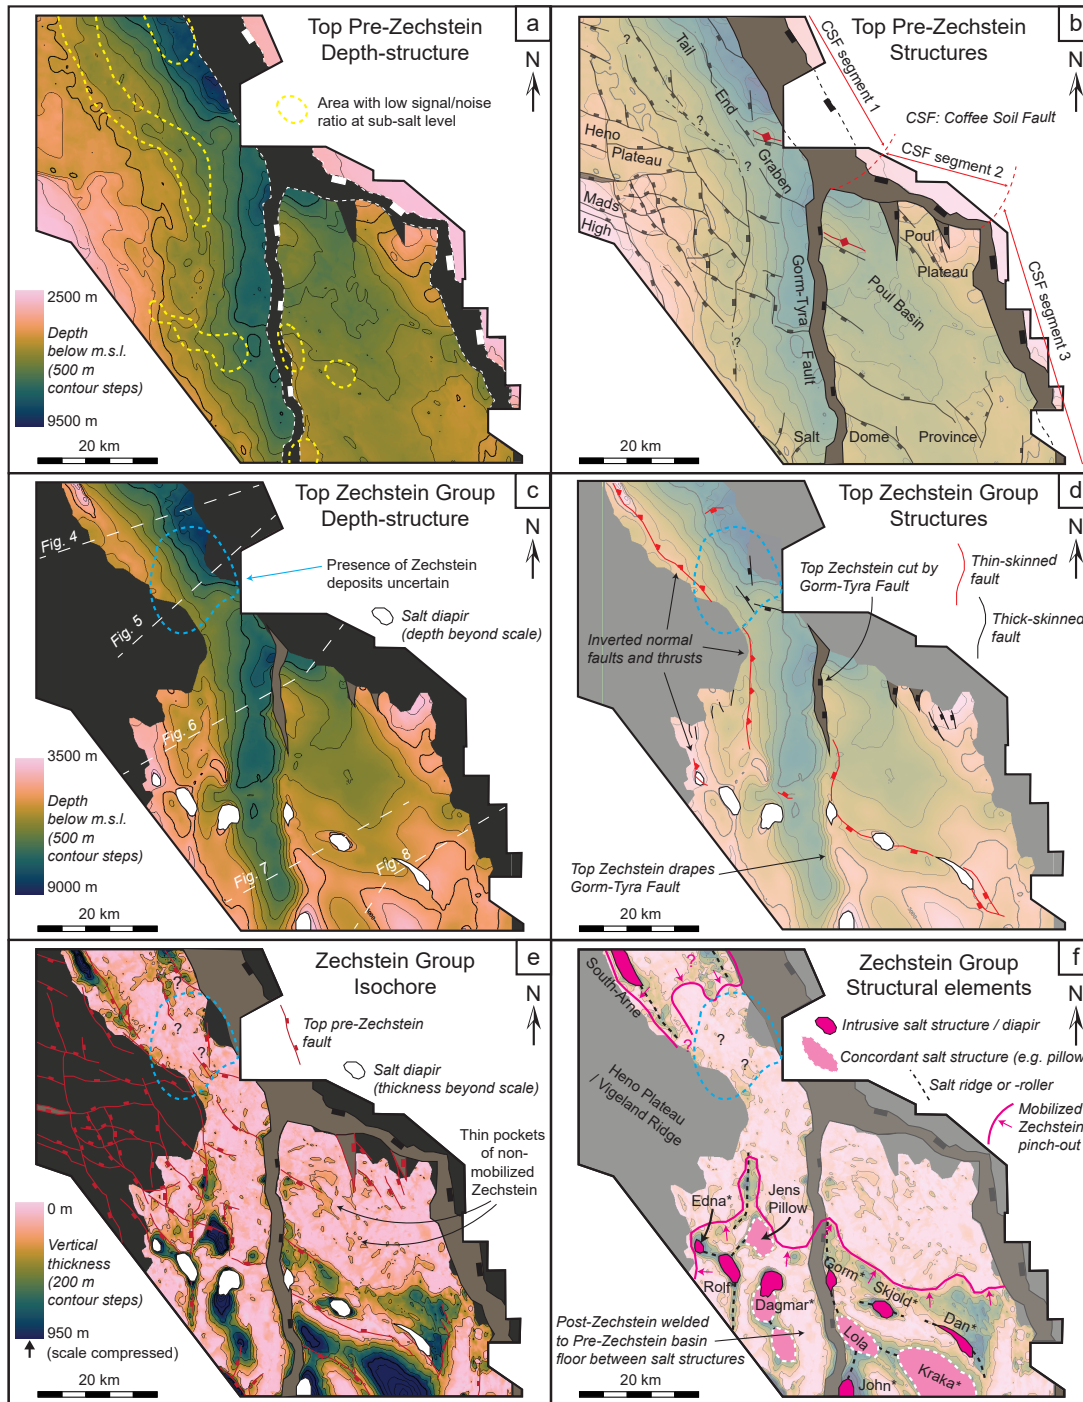 Top Pre-Zechstein
Depth-structure
a
N
Area with low signal/noise
ratio at sub-salt level
2500 m
Depth
below m.s.l.
(500 m
contour steps)
9500 m
20 km
Top Pre-Zechstein
Structures
b
N
CSF segment 1
CSF: Coffee Soil Fault
CSF segment 2
CSF segment 3
Tail
End
Graben
Heno
Plateau
Mads
High
Poul
Plateau
Poul Basin
Gorm-Tyra
Fault
Salt
Dome
Province
?
?
?
20 km
Top Zechstein Group
Depth-structure
c
N
Fig. 4
Fig. 5
Fig. 6
Fig. 7
Fig. 8
Presence of Zechstein
deposits uncertain
Salt diapir
(depth beyond scale)
3500 m
Depth
below m.s.l.
(500 m
contour steps)
9000 m
20 km
Top Zechstein Group
Structures
d
N
Top Zechstein cut by
Gorm-Tyra Fault
Thin-skinned
fault
Thick-skinned
fault
Inverted normal
faults and thrusts
Top Zechstein drapes
Gorm-Tyra Fault
20 km
Zechstein Group
Isochore
e
N
?
?
?
Top pre-Zechstein
fault
Salt diapir
(thickness beyond scale)
Thin pockets
of non-
mobilized
Zechstein
0 m
Vertical
thickness
(200 m
contour steps)
950 m
(scale compressed)
20 km
Zechstein Group
Structural elements
f
N
Intrusive salt structure / diapir
Concordant salt structure (e.g. pillow)
Salt ridge or -roller
Mobilized
Zechstein
pinch-out
South-Arne
?
?
?
?
Heno Plateau
/ Vigeland Ridge
Edna*
Jens
Pillow
Rolf*
Dagmar*
Gorm*
Skjold*
Dan*
Lola
Kraka*
John*
Post-Zechstein welded
to Pre-Zechstein basin
floor between salt structures
20 km